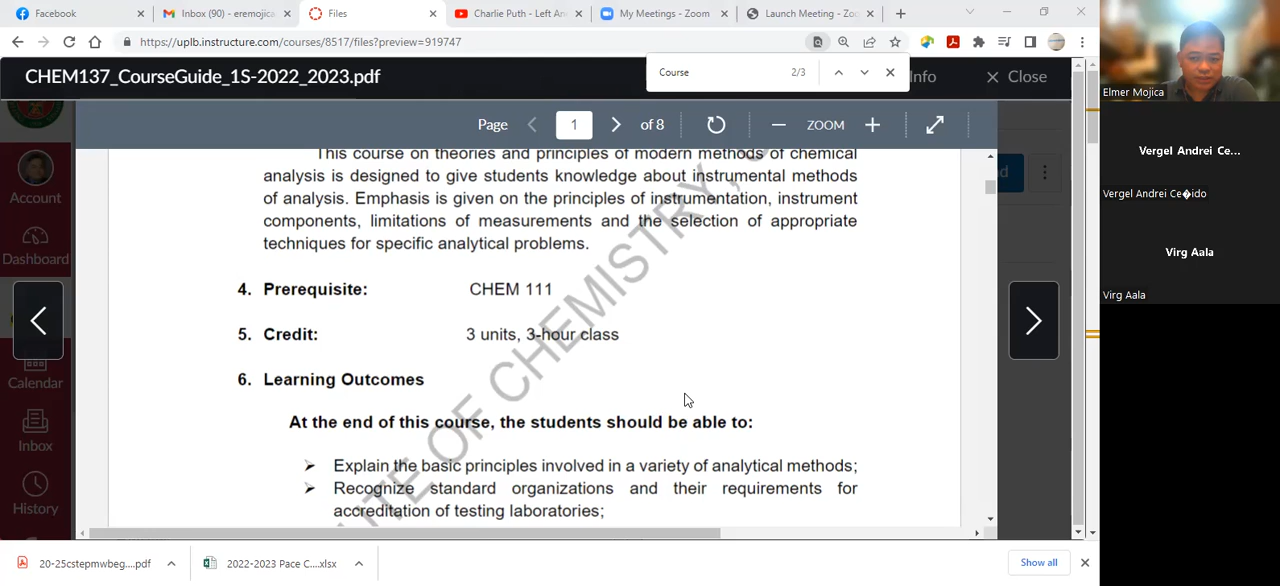 Facebook
Inbox (90) - eremojica
Files
Charlie Puth - Left An
My Meetings - Zoom
Launch Meeting - Zoo
https://uplb.instructure.com/courses/8517/files?preview=919747
CHEM137_CourseGuide_1S-2022_2023.pdf
Course
2/3
Info
Close
Page
1
of 8
ZOOM
This course on theories and principles of modern methods of chemical
analysis is designed to give students knowledge about instrumental methods
of analysis. Emphasis is given on the principles of instrumentation, instrument
components, limitations of measurements and the selection of appropriate
techniques for specific analytical problems.
4. Prerequisite: CHEM 111
5. Credit: 3 units, 3-hour class
6. Learning Outcomes
At the end of this course, the students should be able to:
Explain the basic principles involved in a variety of analytical methods;
Recognize standard organizations and their requirements for
accreditation of testing laboratories;
OF CHEMISTRY,
Account
Dashboard
Calendar
Inbox
History
20-25cstepmwbeg....pdf
2022-2023 Pace C....xlsx
Show all
Elmer Mojica
Vergel Andrei Ce...
Vergel Andrei Ce�ido
Virg Aala
Virg Aala